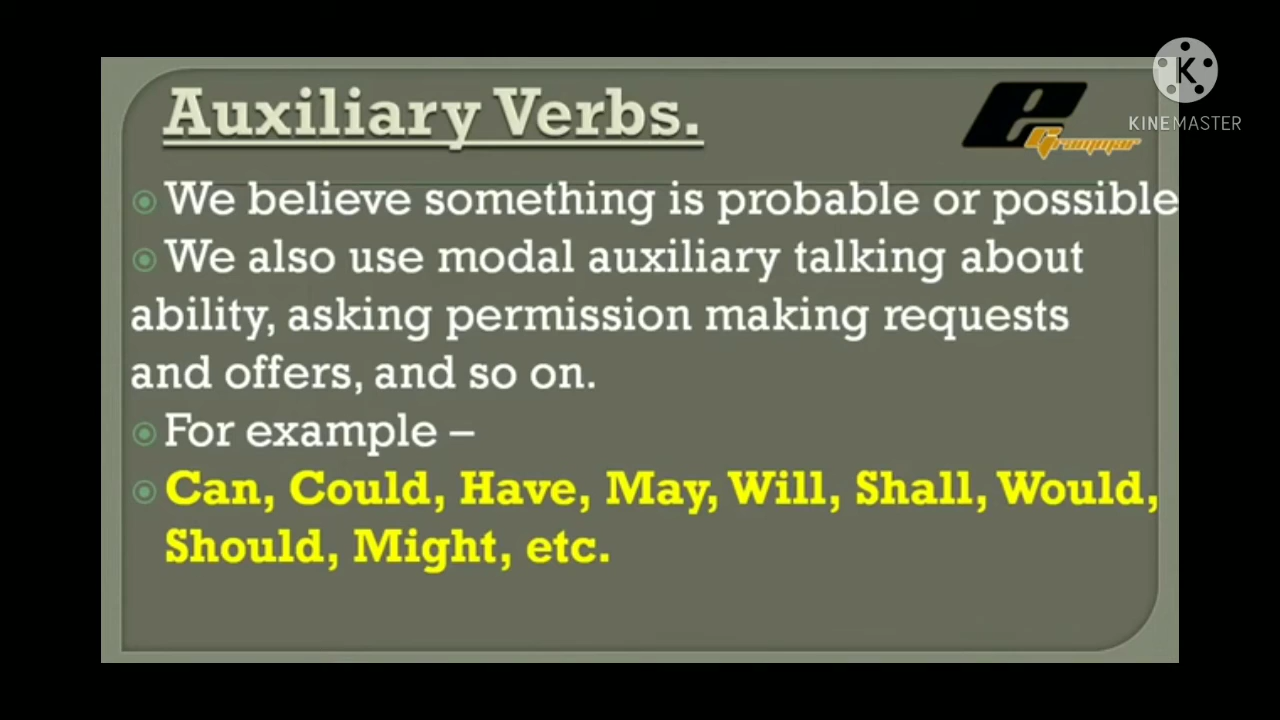 Auxiliary Verbs.
e Grammar
K
KINEMASTER
We believe something is probable or possible
We also use modal auxiliary talking about
ability, asking permission making requests
and offers, and so on.
For example –
Can, Could, Have, May, Will, Shall, Would,
Should, Might, etc.